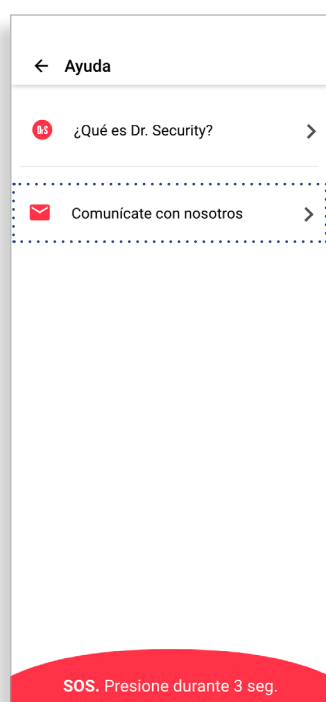 Ayuda
DrS ¿Qué es Dr. Security?
Comunícate con nosotros
SOS. Presione durante 3 seg.